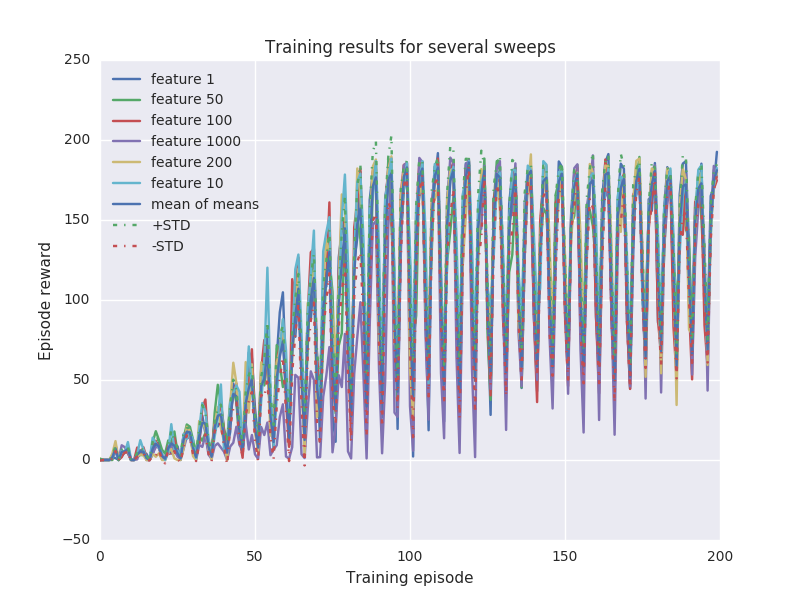 Training results for several sweeps
250
200
150
100
50
0
−50
Episode reward
feature 1
feature 50
feature 100
feature 1000
feature 200
feature 10
mean of means
+STD
-STD
0
50
100
150
200
Training episode